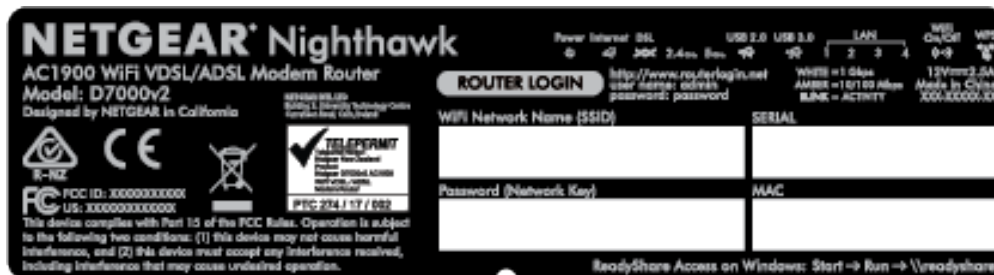 NETGEAR Nighthawk
AC1900 WiFi VDSL/ADSL Modem Router
Model: D7000v2
Designed by NETGEAR in California
R-NZ
CE
FC FCC ID: XXXXXXXXXXX
US: XXXXXXXXXXXX
This device complies with Part 15 of the FCC Rules. Operation is subject
to the following two conditions: (1) this device may not cause harmful
interference, and (2) this device must accept any interference received,
including interference that may cause undesired operation.
TELEPERMIT
PTC 274 / 17 / 002
Power Internet DSL USB 2.0 USB 3.0 LAN WiFi On/Off
1 2 3 4
ROUTER LOGIN
http://www.routerlogin.net
user name: admin
password: password
WHITE = 1 Gbps
AMBER = 10/100 Mbps
BLINK = ACTIVITY
Made in China
WiFi Network Name (SSID)
SERIAL
Password (Network Key)
MAC
ReadyShare Access on Windows: Start → Run → \\readyshare